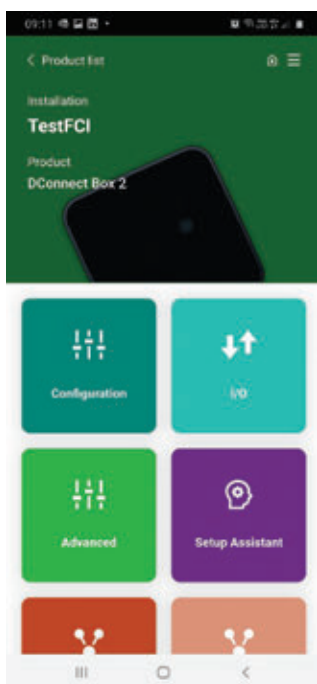 09:11
Product list
Installation
TestFCI
Product
DConnect Box 2
Configuration
I/O
Advanced
Setup Assistant